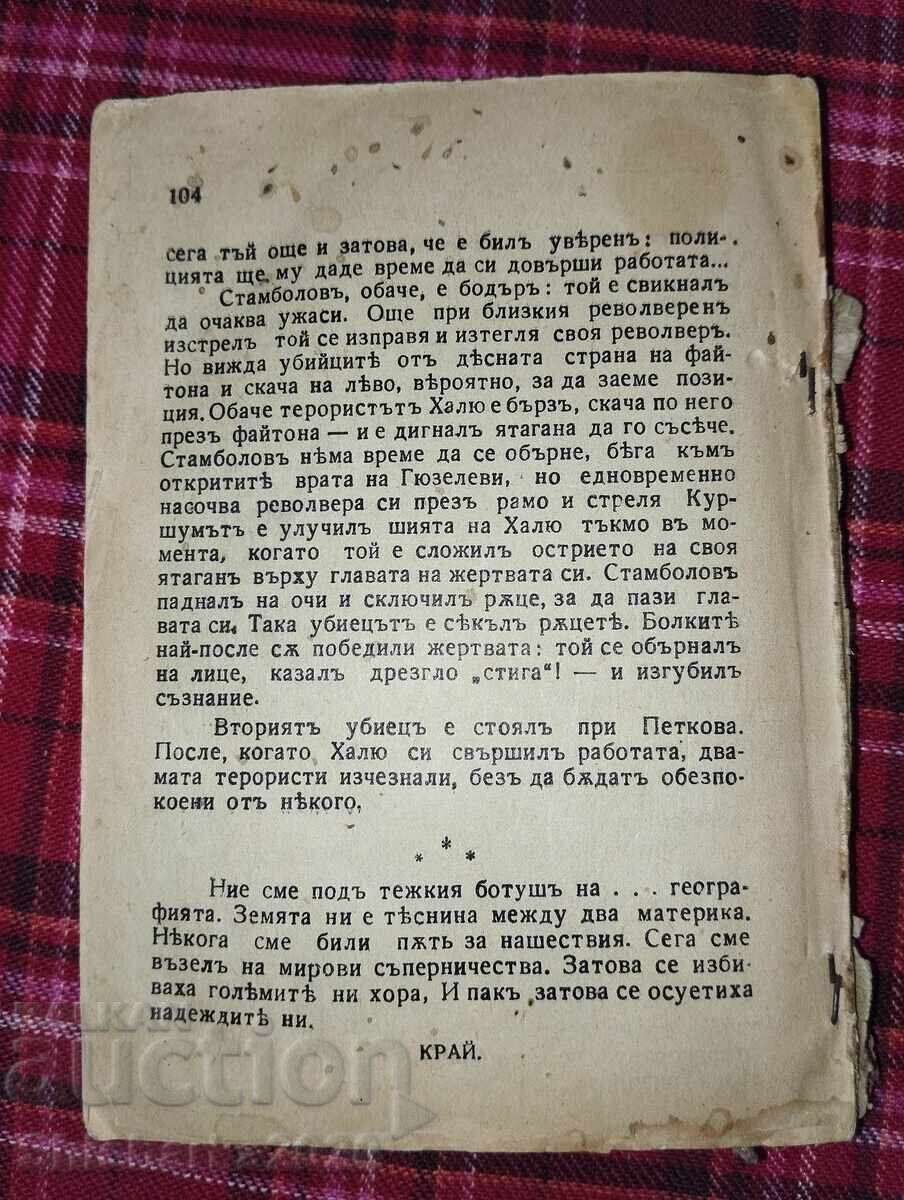 104
сега тъй още и затова, че е билъ увѣренъ: поли-
цията ще му даде време да си довърши работата...
Стамболовъ, обаче, е бодъръ: той е свикналъ
да очаква ужаси. Още при близкия револверенъ
изстрелъ той се изправя и изтегля своя револверъ.
Но вижда убийцитѣ отъ дѣсната страна на фай-
тона и скача на лѣво, вѣроятно, за да заеме пози-
ция. Обаче терористътъ Халю е бързъ, скача по него
презъ файтона — и е дигналъ ятагана да го съсѣче.
Стамболовъ нѣма време да се обърне, бѣга къмъ
откритите врата на Гюзелеви, но едновременно
насочва револвера си презъ рамо и стреля Кур-
шумътъ е улучилъ шията на Халю тъкмо въ мо-
мента, когато той е сложилъ острието на своя
ятаганъ върху главата на жертвата си. Стамболовъ
падналъ на очи и сключилъ рѫце, за да пази гла-
вата си. Така убиецътъ е сѣкълъ рѫцетѣ. Болкитѣ
най-после сѫ победили жертвата: той се обърналъ
на лице, казалъ дрезгло „стига“! — и изгубилъ
съзнание.
Вториятъ убиецъ е стоялъ при Петкова.
После, когато Халю си свършилъ работата, два-
мата терористи изчезнали, безъ да бѫдатъ обезпо-
коени отъ нѣкого.
* * *
Ние сме подъ тежкия ботушъ на . . . геогра-
фията. Земята ни е тѣснина между два материка.
Нѣкога сме били пѫть за нашествия. Сега сме
възелъ на мирови съперничества. Затова се изби-
ваха голѣмитѣ ни хора, И пакъ затова се осуетиха
надеждитѣ ни.
КРАЙ.
auction